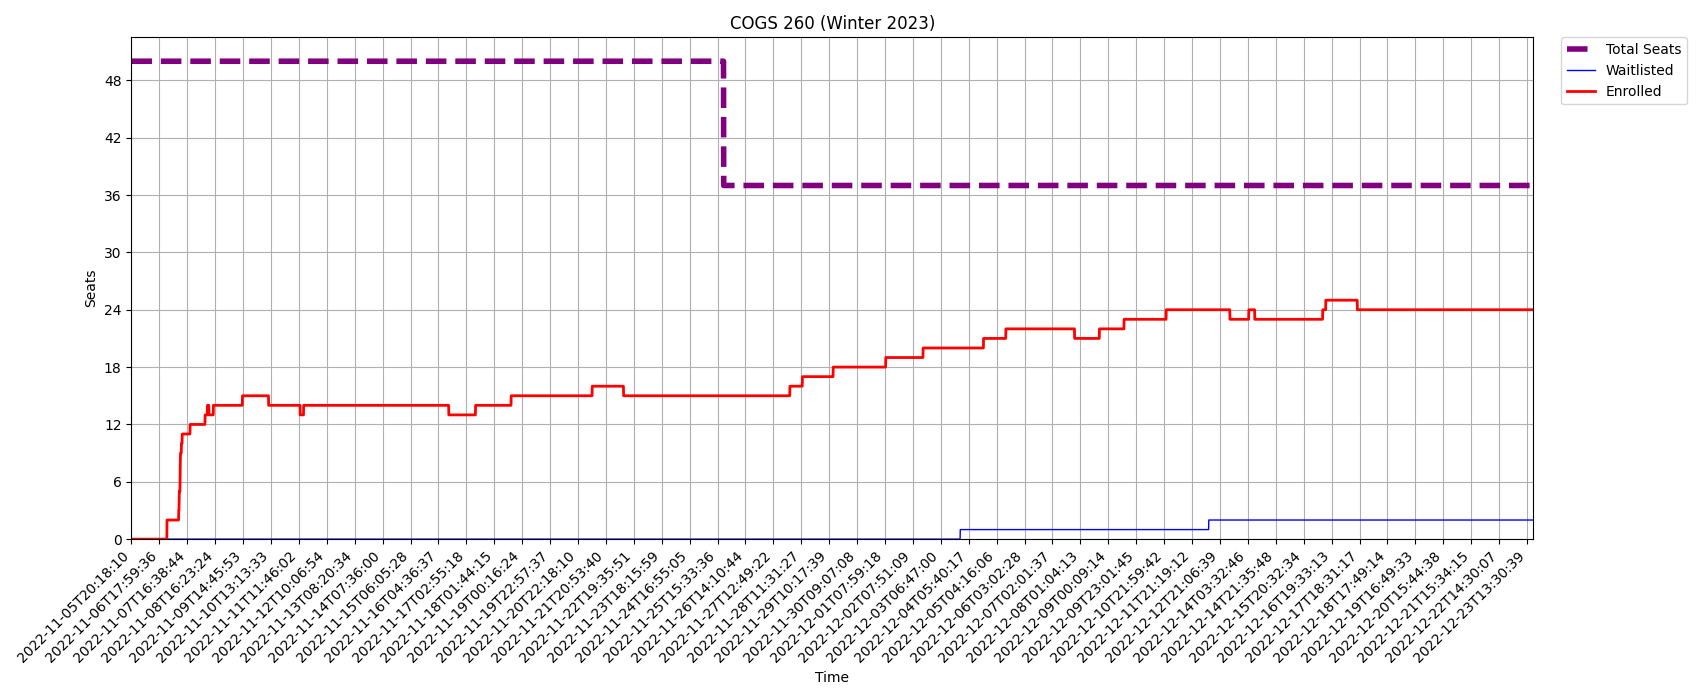 COGS 260 (Winter 2023)
Total Seats
Waitlisted
Enrolled
Seats
48
42
36
30
24
18
12
6
0
2022-11-05T20:18:10
2022-11-06T17:59:36
2022-11-07T16:38:44
2022-11-08T16:23:24
2022-11-09T14:45:53
2022-11-10T13:13:33
2022-11-11T11:46:02
2022-11-12T10:06:54
2022-11-13T08:20:34
2022-11-14T07:36:00
2022-11-15T06:05:28
2022-11-16T04:36:37
2022-11-17T02:55:18
2022-11-18T01:44:15
2022-11-19T00:16:24
2022-11-19T22:57:37
2022-11-20T22:18:10
2022-11-21T20:53:40
2022-11-22T19:35:51
2022-11-23T18:15:59
2022-11-24T16:55:05
2022-11-25T15:33:36
2022-11-26T14:10:44
2022-11-27T12:49:22
2022-11-28T11:31:27
2022-11-29T10:17:39
2022-11-30T09:07:08
2022-12-01T07:59:18
2022-12-02T07:51:09
2022-12-03T06:47:00
2022-12-04T05:40:17
2022-12-05T04:16:06
2022-12-06T03:02:28
2022-12-07T02:01:37
2022-12-08T01:04:13
2022-12-09T00:09:14
2022-12-09T23:01:45
2022-12-10T21:59:42
2022-12-11T21:19:12
2022-12-12T21:06:39
2022-12-14T03:32:46
2022-12-14T21:35:48
2022-12-15T20:32:34
2022-12-16T19:33:13
2022-12-17T18:31:17
2022-12-18T17:49:14
2022-12-19T16:49:33
2022-12-20T15:44:38
2022-12-21T15:34:15
2022-12-22T14:30:07
2022-12-23T13:30:39
Time